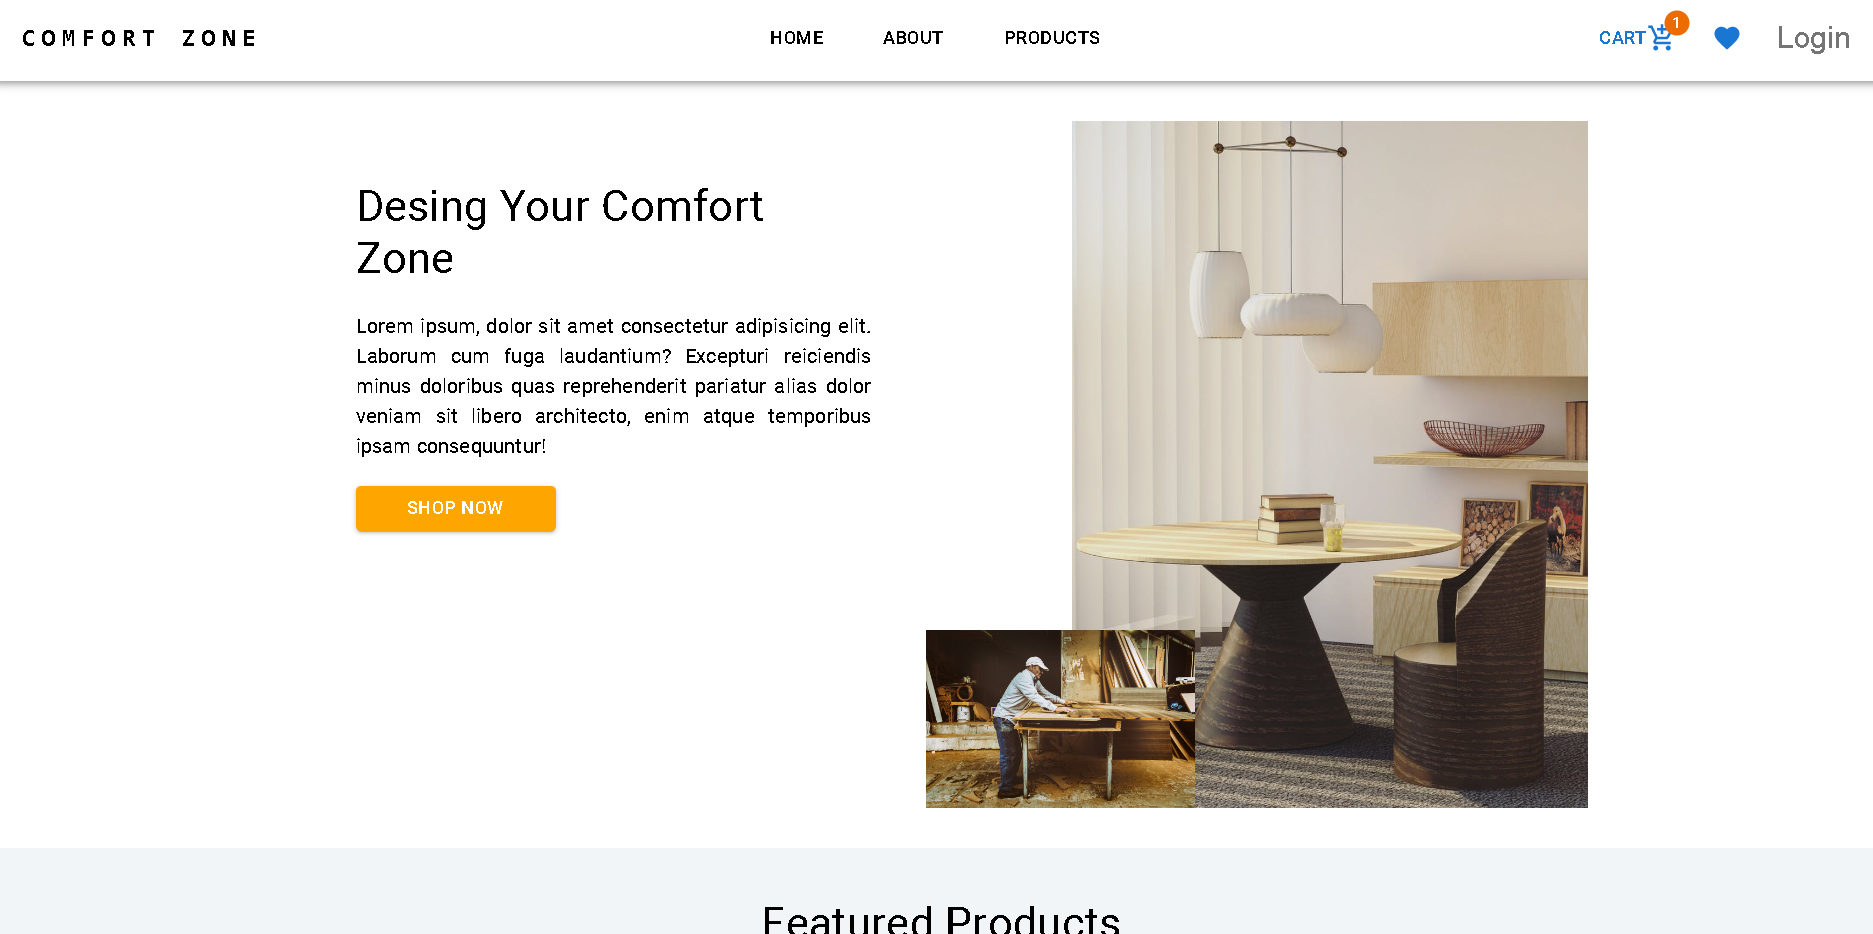 COMFORT ZONE
HOME ABOUT PRODUCTS
CART 1 Login
Desing Your Comfort
Zone
Lorem ipsum, dolor sit amet consectetur adipisicing elit.
Laborum cum fuga laudantium? Excepturi reiciendis
minus doloribus quas reprehenderit pariatur alias dolor
veniam sit libero architecto, enim atque temporibus
ipsam consequuntur!
SHOP NOW
Featured Products